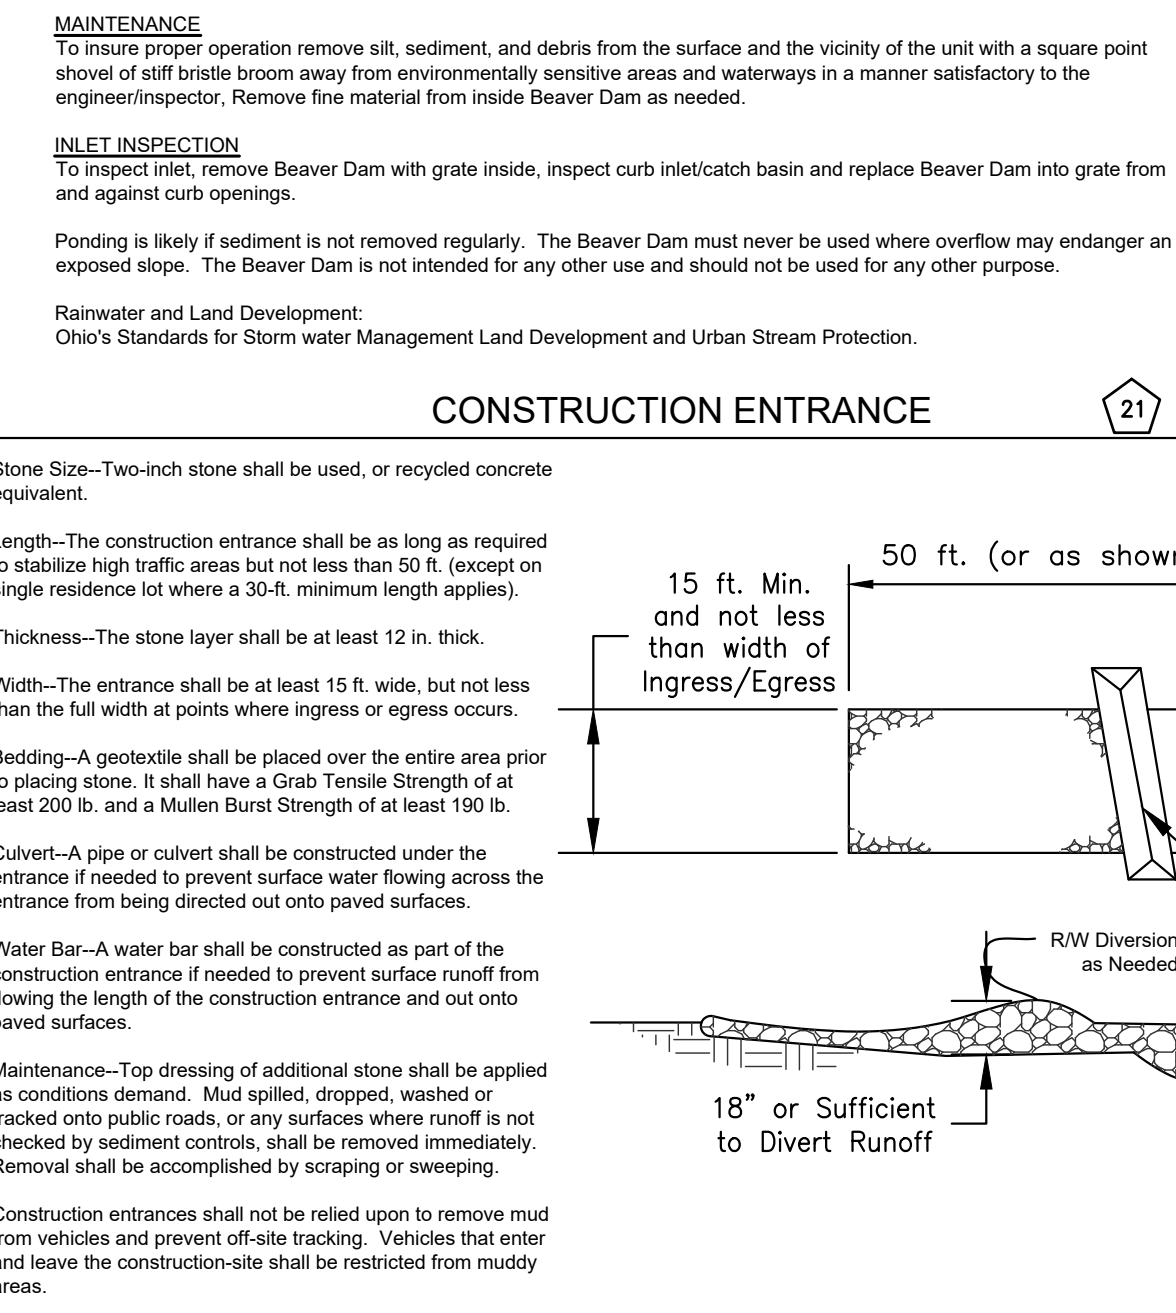 MAINTENANCE
To insure proper operation remove silt, sediment, and debris from the surface and the vicinity of the unit with a square point
shovel of stiff bristle broom away from environmentally sensitive areas and waterways in a manner satisfactory to the
engineer/inspector, Remove fine material from inside Beaver Dam as needed.
INLET INSPECTION
To inspect inlet, remove Beaver Dam with grate inside, inspect curb inlet/catch basin and replace Beaver Dam into grate from
and against curb openings.
Ponding is likely if sediment is not removed regularly.  The Beaver Dam must never be used where overflow may endanger an
exposed slope.  The Beaver Dam is not intended for any other use and should not be used for any other purpose.
Rainwater and Land Development:
Ohio's Standards for Storm water Management Land Development and Urban Stream Protection.
CONSTRUCTION ENTRANCE
21
Stone Size--Two-inch stone shall be used, or recycled concrete
equivalent.
Length--The construction entrance shall be as long as required
to stabilize high traffic areas but not less than 50 ft. (except on
single residence lot where a 30-ft. minimum length applies).
Thickness--The stone layer shall be at least 12 in. thick.
Width--The entrance shall be at least 15 ft. wide, but not less
than the full width at points where ingress or egress occurs.
Bedding--A geotextile shall be placed over the entire area prior
to placing stone. It shall have a Grab Tensile Strength of at
least 200 lb. and a Mullen Burst Strength of at least 190 lb.
Culvert--A pipe or culvert shall be constructed under the
entrance if needed to prevent surface water flowing across the
entrance from being directed out onto paved surfaces.
Water Bar--A water bar shall be constructed as part of the
construction entrance if needed to prevent surface runoff from
flowing the length of the construction entrance and out onto
paved surfaces.
Maintenance--Top dressing of additional stone shall be applied
as conditions demand.  Mud spilled, dropped, washed or
tracked onto public roads, or any surfaces where runoff is not
checked by sediment controls, shall be removed immediately.
Removal shall be accomplished by scraping or sweeping.
Construction entrances shall not be relied upon to remove mud
from vehicles and prevent off-site tracking.  Vehicles that enter
and leave the construction-site shall be restricted from muddy
areas.
50 ft. (or as shown
15 ft. Min.
and not less
than width of
Ingress/Egress
R/W Diversion
as Needed
18" or Sufficient
to Divert Runoff